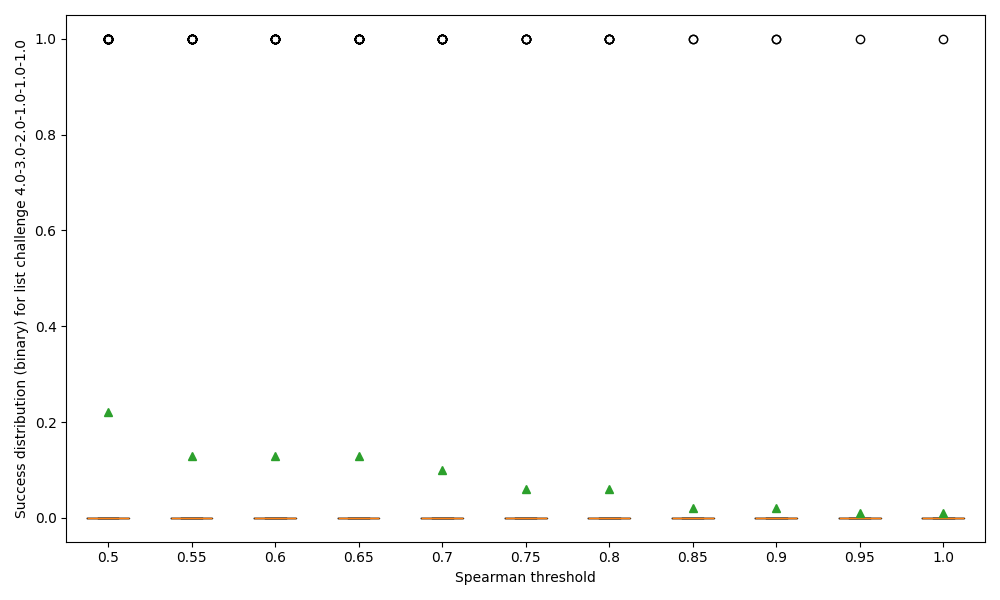 Success distribution (binary) for list challenge 4.0-3.0-2.0-1.0-1.0-1.0
1.0
0.8
0.6
0.4
0.2
0.0
0.5 0.55 0.6 0.65 0.7 0.75 0.8 0.85 0.9 0.95 1.0
Spearman threshold